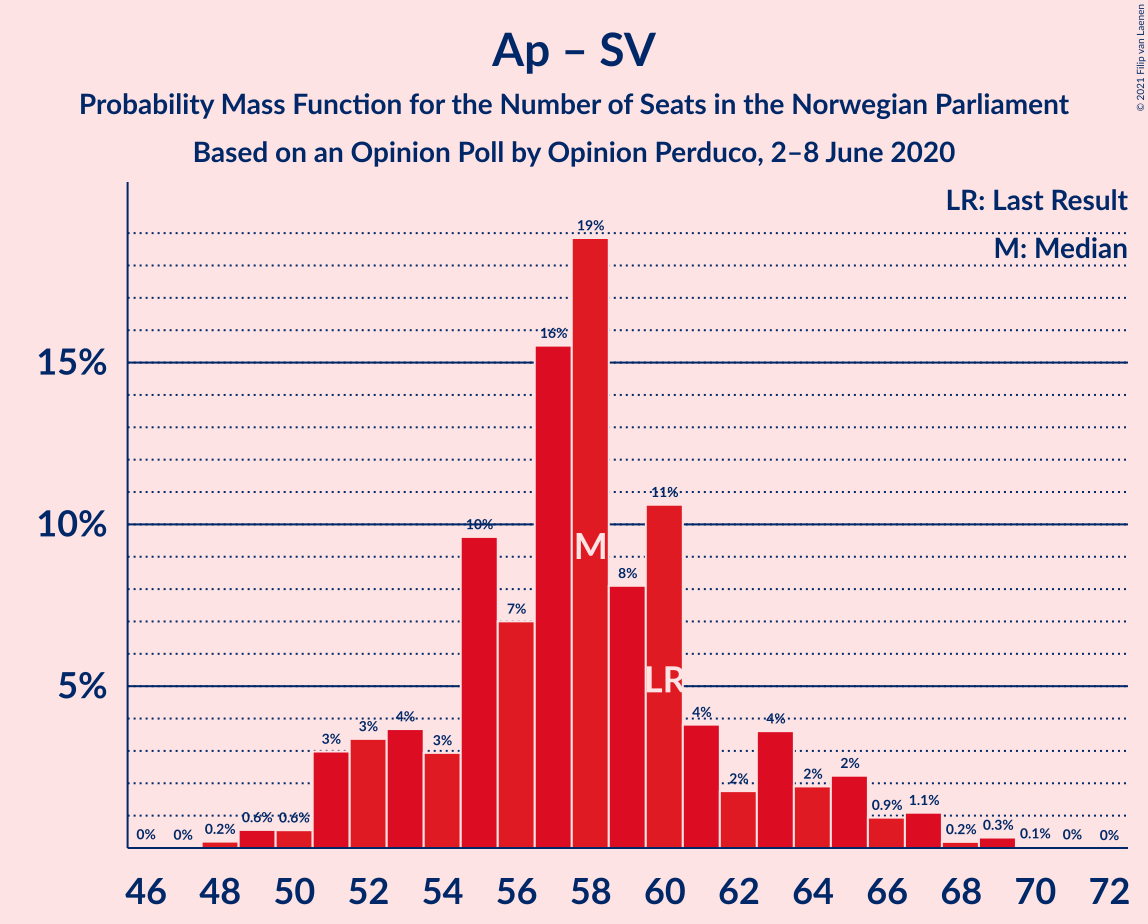 Ap – SV
Probability Mass Function for the Number of Seats in the Norwegian Parliament
Based on an Opinion Poll by Opinion Perduco, 2–8 June 2020
© 2021 Filip van Laenen
LR: Last Result
M: Median
15%
10%
5%
0% 0% 0.2% 0.6% 0.6% 3% 3% 4% 3% 10% 7% 16% 19% 8% 11% 4% 2% 4% 2% 2% 0.9% 1.1% 0.2% 0.3% 0.1% 0% 0%
M
LR
46 48 50 52 54 56 58 60 62 64 66 68 70 72